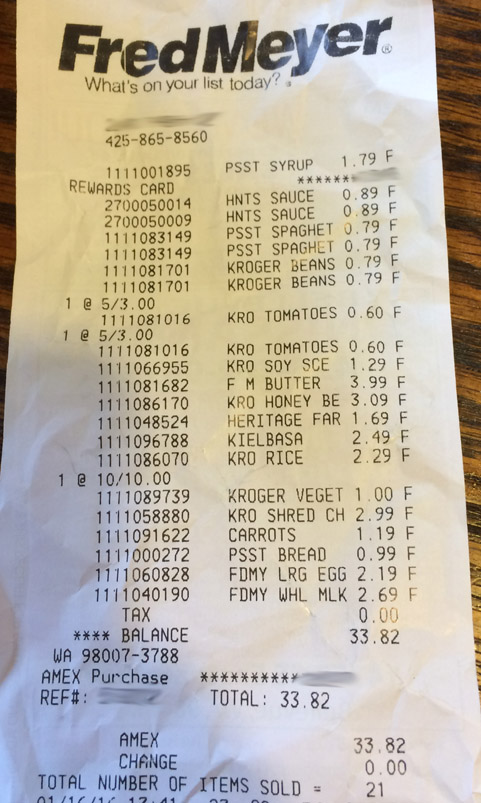 FredMeyer®
What's on your list today?.
425-865-8560
1111001895 PSST SYRUP 1.79 F
REWARDS CARD ******
2700050014 HNTS SAUCE 0.89 F
2700050009 HNTS SAUCE 0.89 F
1111083149 PSST SPAGHET 0.79 F
1111083149 PSST SPAGHET 0.79 F
1111081701 KROGER BEANS 0.79 F
1111081701 KROGER BEANS 0.79 F
1 @ 5/3.00
1111081016 KRO TOMATOES 0.60 F
1 @ 5/3.00
1111081016 KRO TOMATOES 0.60 F
1111066955 KRO SOY SCE 1.29 F
1111081682 F M BUTTER 3.99 F
1111086170 KRO HONEY BE 3.09 F
1111048524 HERITAGE FAR 1.69 F
1111096788 KIELBASA 2.49 F
1111086070 KRO RICE 2.29 F
1 @ 10/10.00
1111089739 KROGER VEGET 1.00 F
1111058880 KRO SHRED CH 2.99 F
1111091622 CARROTS 1.19 F
1111000272 PSST BREAD 0.99 F
1111060828 FDMY LRG EGG 2.19 F
1111040190 FDMY WHL MLK 2.69 F
TAX 0.00
**** BALANCE 33.82
WA 98007-3788
AMEX Purchase **********
REF#: TOTAL: 33.82
AMEX 33.82
CHANGE 0.00
TOTAL NUMBER OF ITEMS SOLD = 21